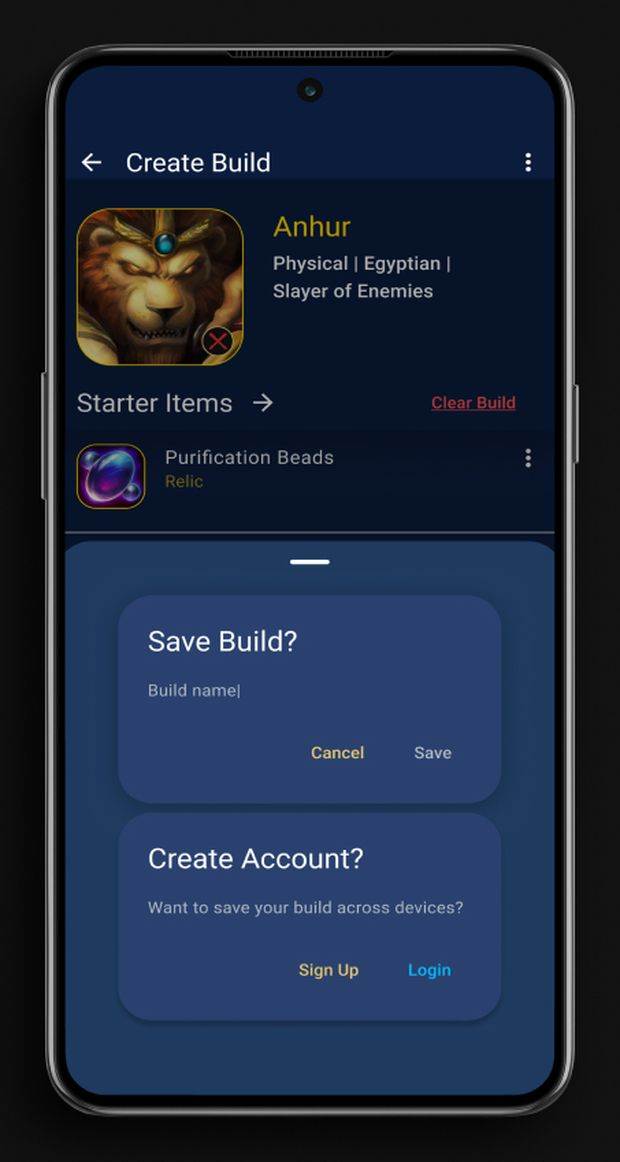 Create Build
Anhur
Physical | Egyptian |
Slayer of Enemies
Starter Items
Clear Build
Purification Beads
Relic
Save Build?
Build name
Cancel
Save
Create Account?
Want to save your build across devices?
Sign Up
Login